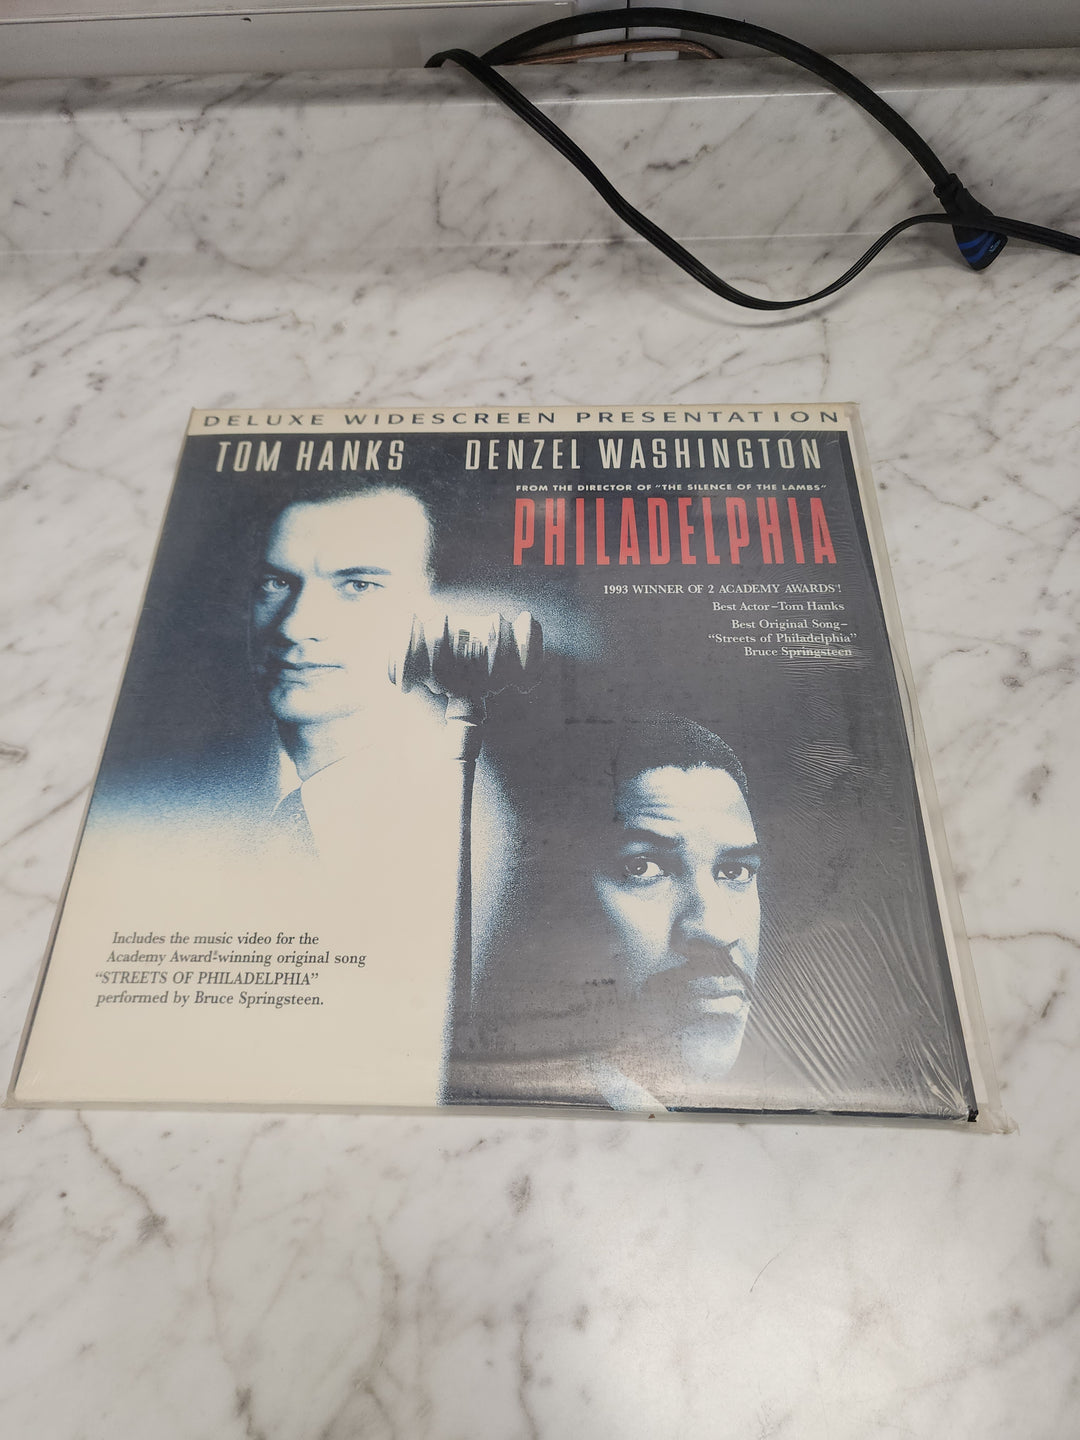 DELUXE WIDESCREEN PRESENTATION
TOM HANKS DENZEL WASHINGTON
FROM THE DIRECTOR OF "THE SILENCE OF THE LAMBS"
PHILADELPHIA
1993 WINNER OF 2 ACADEMY AWARDS®!
Best Actor–Tom Hanks
Best Original Song–
"Streets of Philadelphia"
Bruce Springsteen
Includes the music video for the
Academy Award®-winning original song
"STREETS OF PHILADELPHIA"
performed by Bruce Springsteen.